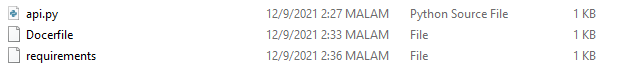 api.py 12/9/2021 2:27 MALAM Python Source File 1 KB
Docerfile 12/9/2021 2:33 MALAM File 1 KB
requirements 12/9/2021 2:36 MALAM File 1 KB